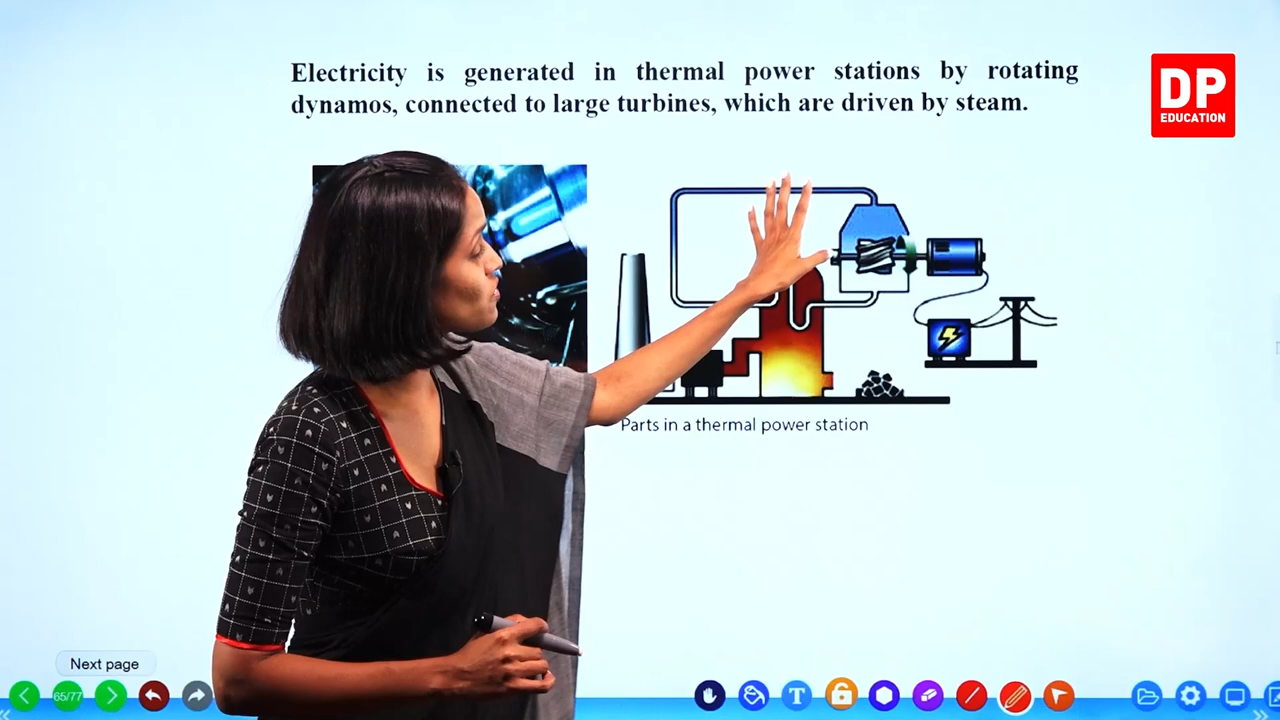 Electricity is generated in thermal power stations by rotating
dynamos, connected to large turbines, which are driven by steam.
DP
EDUCATION
Parts in a thermal power station
Next page
65/77
T